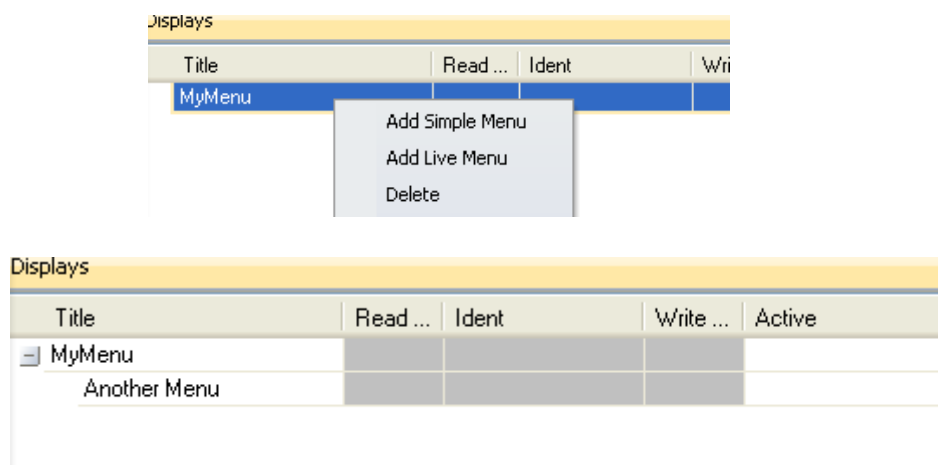 Displays
Title Read ... Ident Wri
MyMenu
Add Simple Menu
Add Live Menu
Delete
Displays
Title Read ... Ident Write ... Active
MyMenu
Another Menu